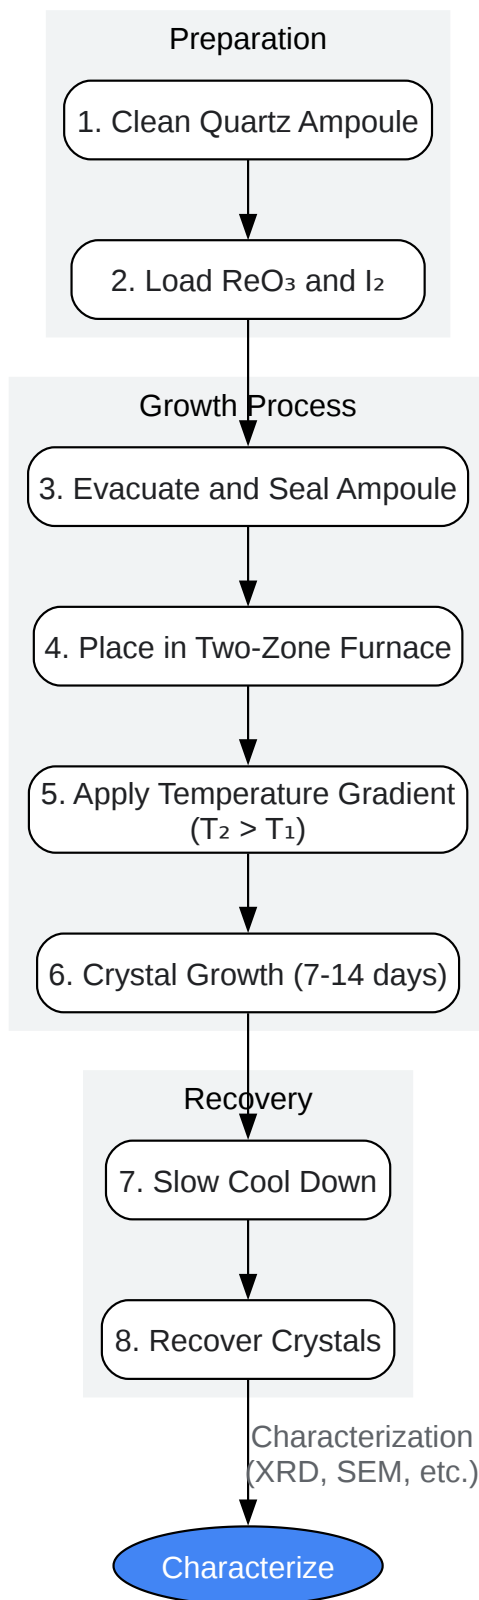 Preparation
1. Clean Quartz Ampoule
2. Load ReO₃ and I₂
Growth Process
3. Evacuate and Seal Ampoule
4. Place in Two-Zone Furnace
5. Apply Temperature Gradient
(T₂ > T₁)
6. Crystal Growth (7-14 days)
Recovery
7. Slow Cool Down
8. Recover Crystals
Characterization
(XRD, SEM, etc.)
Characterize